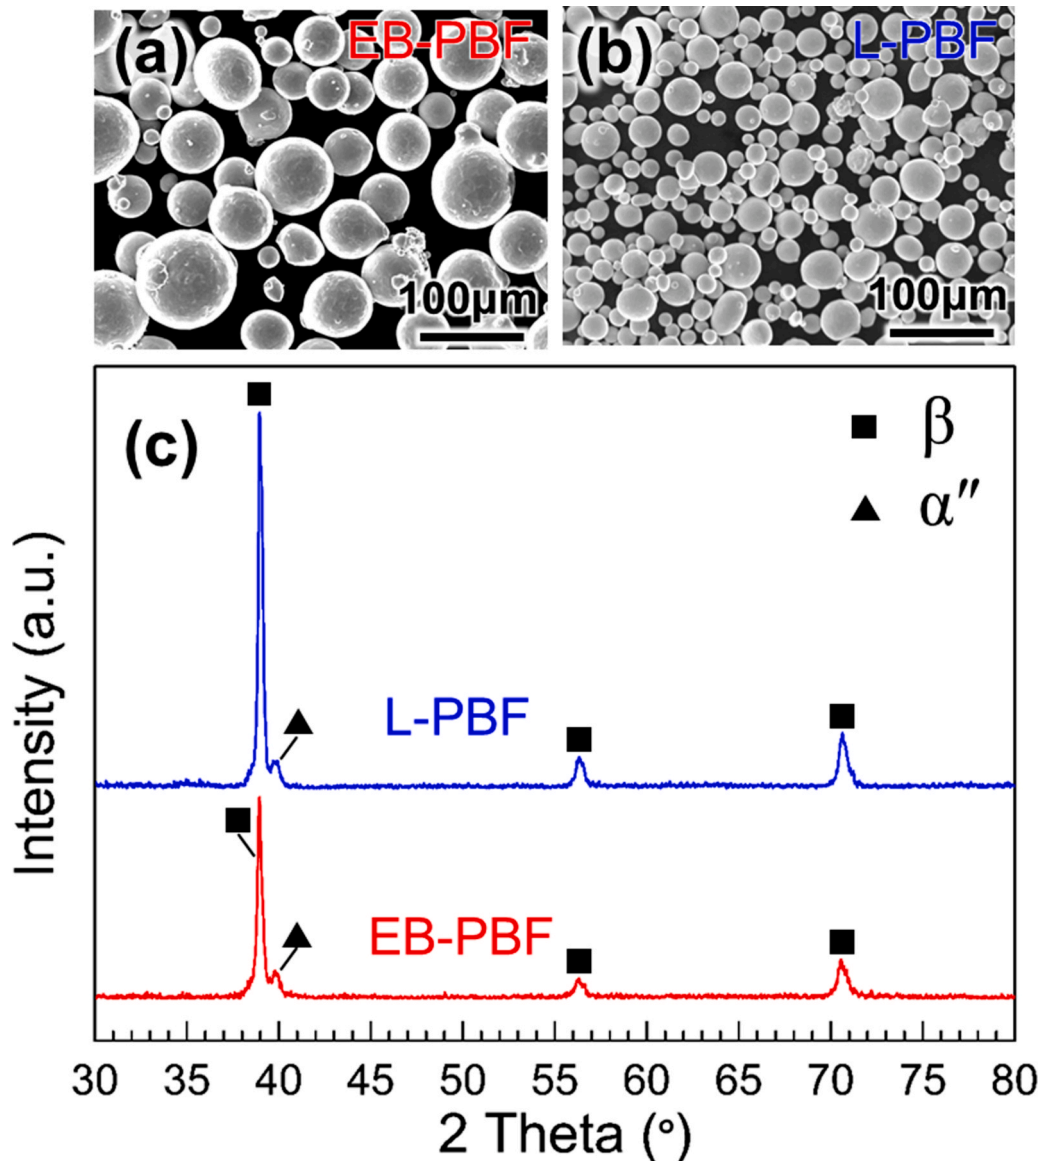 (a) EB-PBF
100μm
(b) L-PBF
100μm
(c)
β
α″
L-PBF
EB-PBF
Intensity (a.u.)
30 35 40 45 50 55 60 65 70 75 80
2 Theta (°)